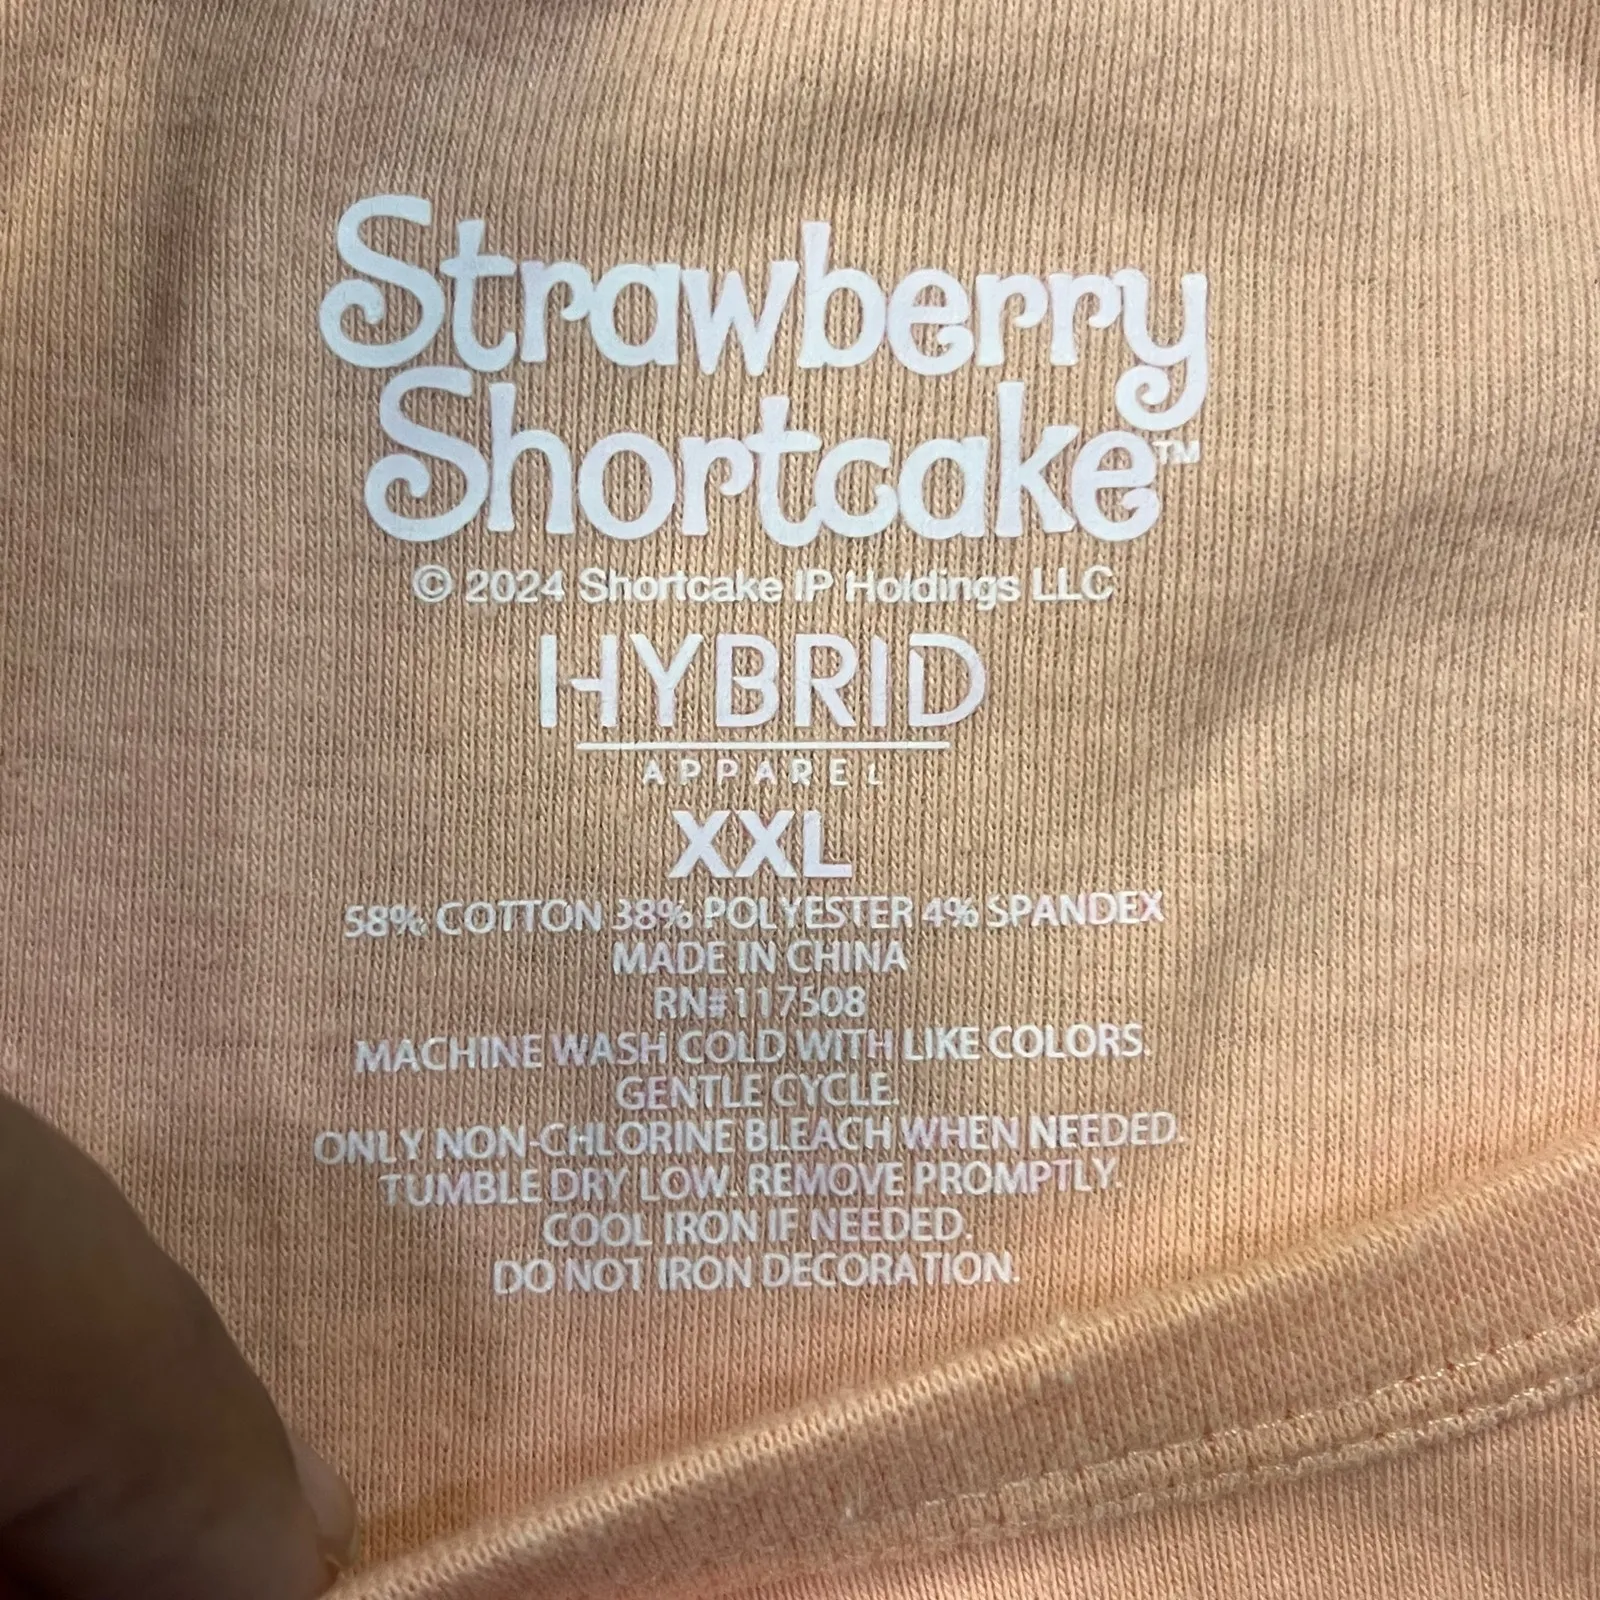 Strawberry
Shortcake™
© 2024 Shortcake IP Holdings LLC
HYBRID
APPAREL
XXL
58% COTTON 38% POLYESTER 4% SPANDEX
MADE IN CHINA
RN#117508
MACHINE WASH COLD WITH LIKE COLORS.
GENTLE CYCLE.
ONLY NON-CHLORINE BLEACH WHEN NEEDED.
TUMBLE DRY LOW. REMOVE PROMPTLY.
COOL IRON IF NEEDED.
DO NOT IRON DECORATION.